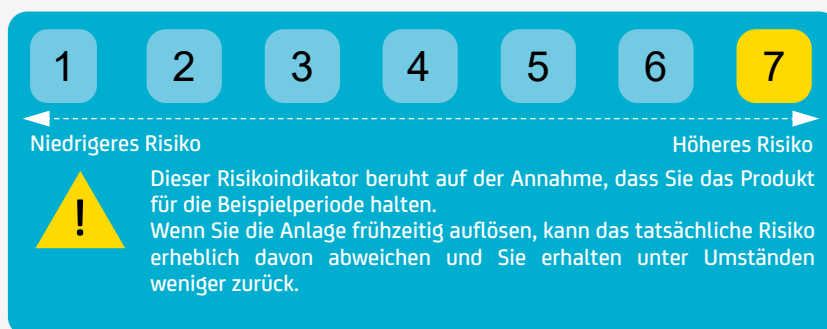 1 2 3 4 5 6 7
Niedrigeres Risiko Höheres Risiko
!
Dieser Risikoindikator beruht auf der Annahme, dass Sie das Produkt
für die Beispielperiode halten.
Wenn Sie die Anlage frühzeitig auflösen, kann das tatsächliche Risiko
erheblich davon abweichen und Sie erhalten unter Umständen
weniger zurück.